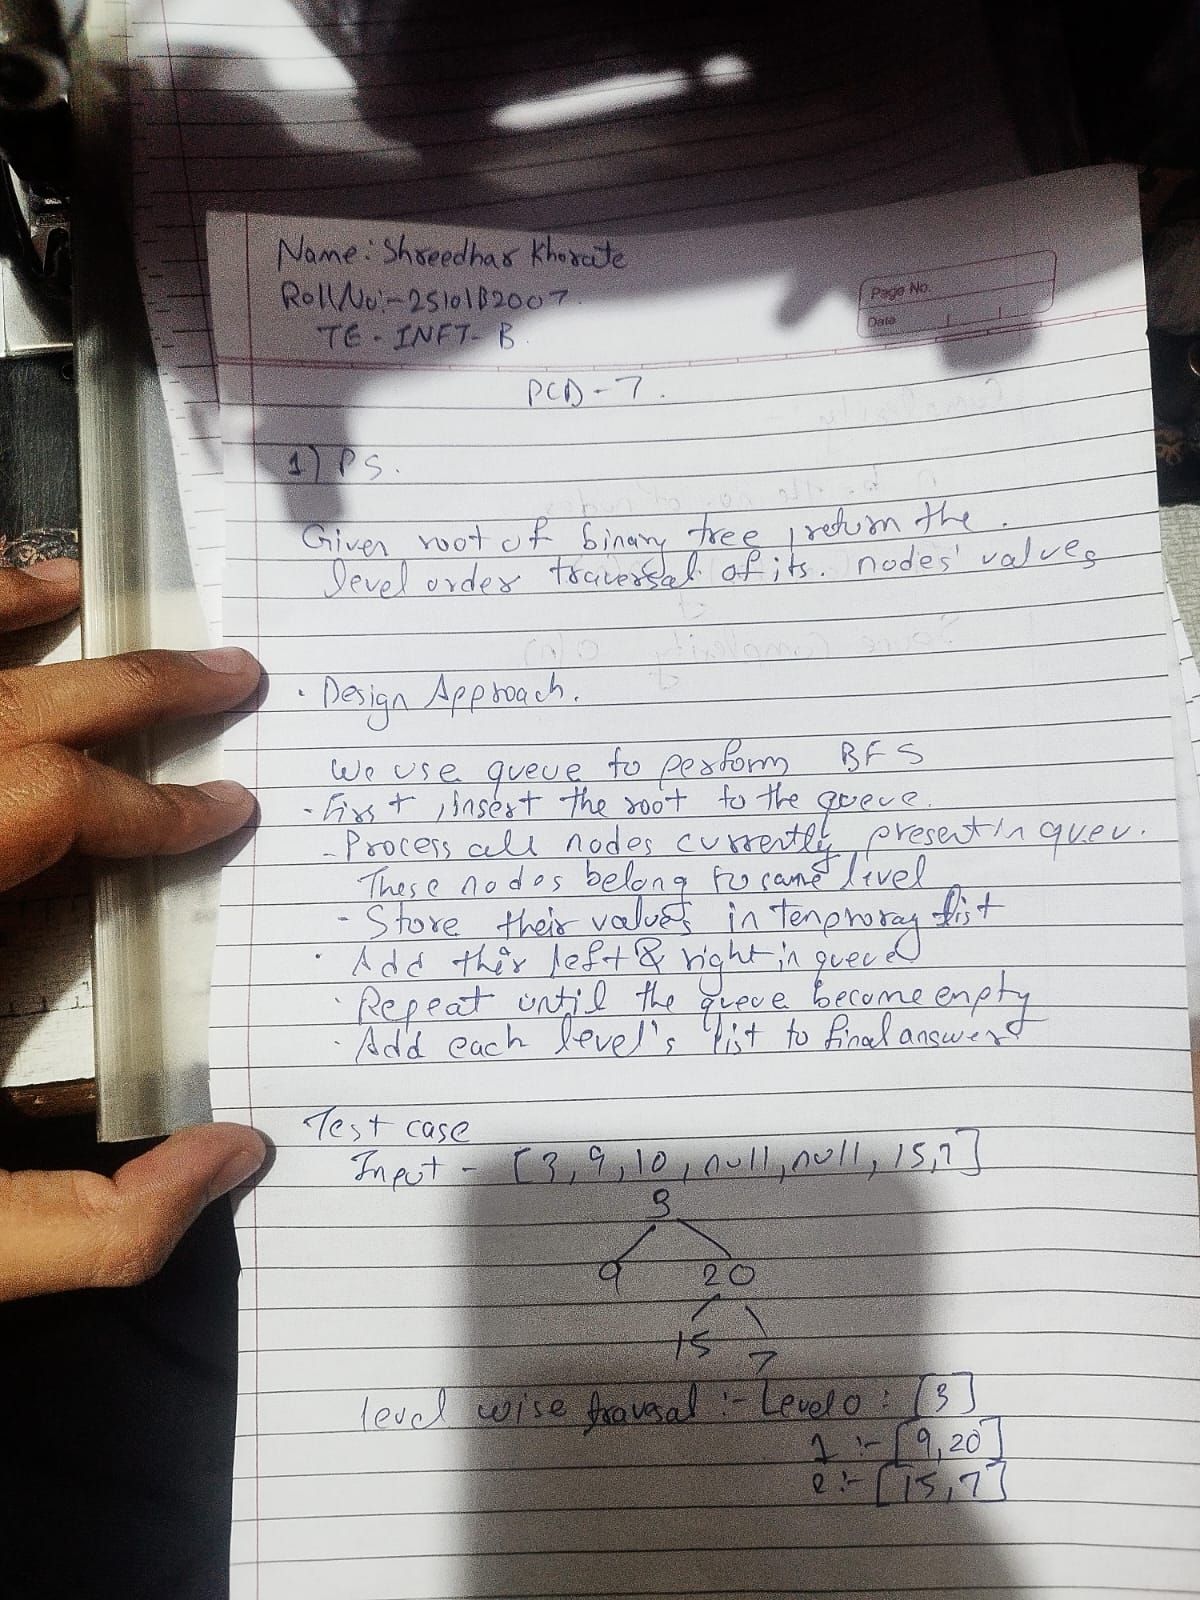 Name: Shreedhar Khorate
Roll No:- 25101B2007.
TE - INFT - B.
Page No.
Date
PCD - 7.
1) PS.
Given root of binary tree, return the.
level order traversal of its. nodes' values
· Design Approach.
We use queue to perform BFS
- First, insert the root to the queue.
- Process all nodes currently present in queu.
These nodes belong to same level
- Store their values in temproray list
· Add thir left & right in queue
· Repeat until the queue become empty
· Add each level's list to final answer
Test case
Input - [3, 9, 10, null, null, 15, 7]
3
9 20
15 7
level wise travesal :- Level 0 : [3]
1 :- [9, 20]
2 :- [15, 7]